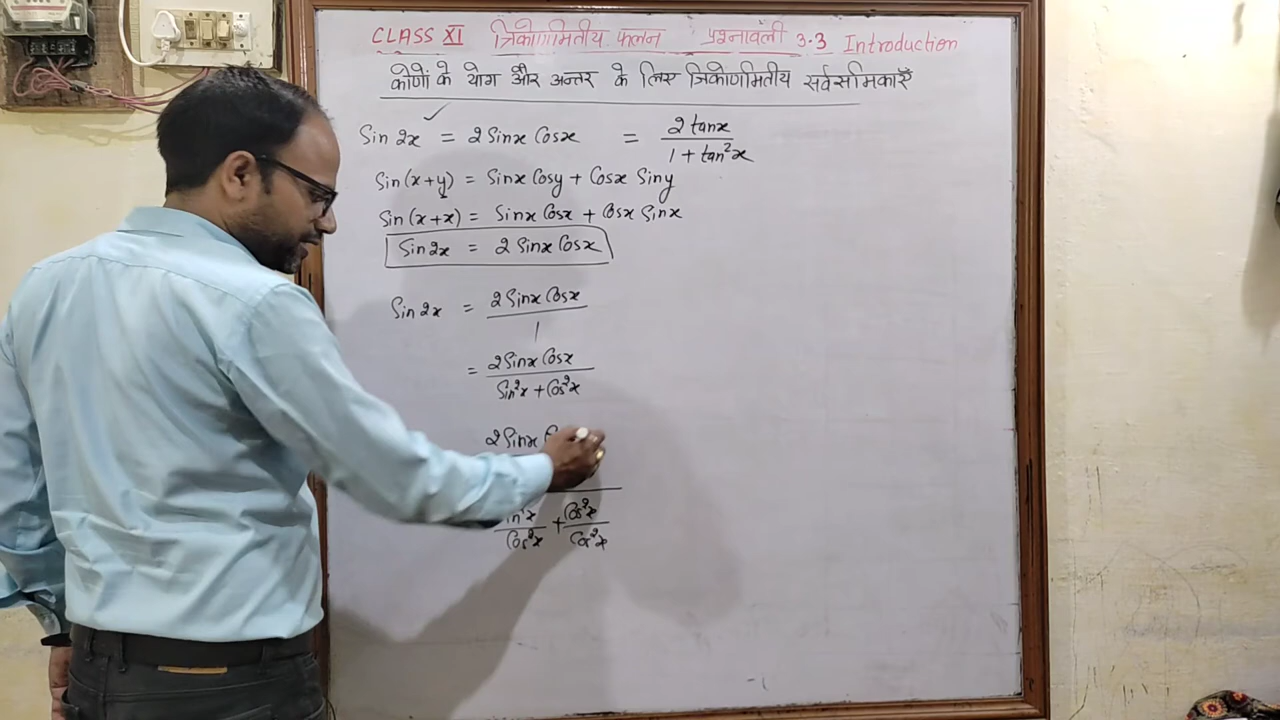 CLASS XI त्रिकोणमितीय फलन प्रश्नावली 3.3 Introduction
कोणों के योग और अन्तर के लिए त्रिकोणमितीय सर्वसमिकाएँ
Sin 2x = 2 Sinx Cosx = 2 tanx / 1 + tan²x
Sin (x+y) = Sinx Cosy + Cosx Siny
Sin (x+x) = Sinx Cosx + Cosx Sinx
Sin 2x = 2 Sinx Cosx
Sin 2x = 2 Sinx Cosx / 1
= 2 Sinx Cosx / Sin²x + Cos²x
2 Sinx
Sin²x / Cos²x + Cos²x / Cos²x